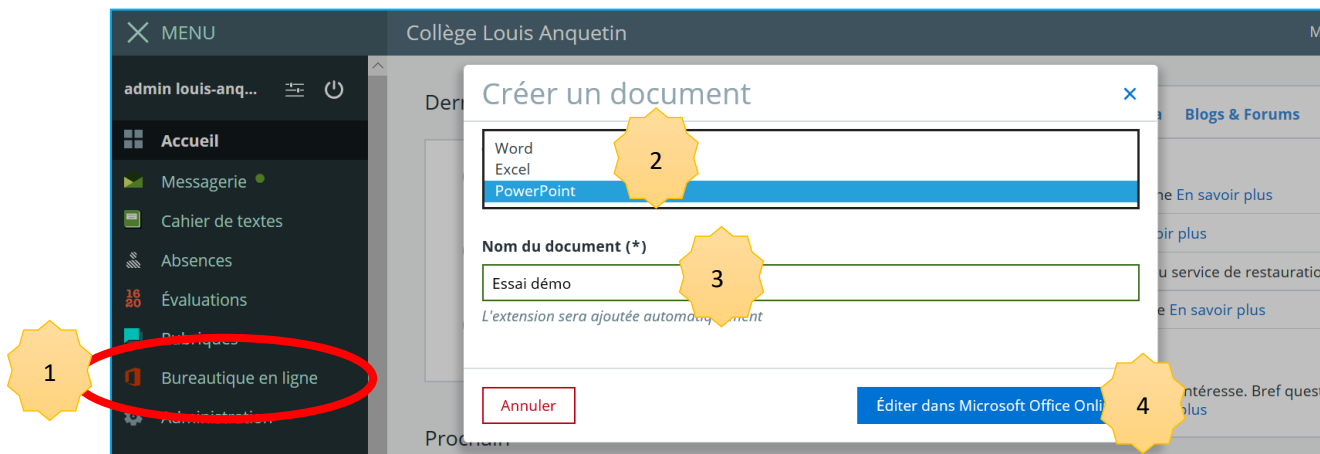 MENU
Collège Louis Anquetin
M
admin louis-anq...
Accueil
Messagerie
Cahier de textes
Absences
Évaluations
Rubriques
1
Bureautique en ligne
Administration
Créer un document
×
Word
Excel
PowerPoint
2
Nom du document (*)
Essai démo
3
L'extension sera ajoutée automatiquement
Annuler
Éditer dans Microsoft Office Onli
4
Blogs & Forums
En savoir plus
plus
u service de restauratio
e En savoir plus
ntéresse. Bref quest
plus
Prochain